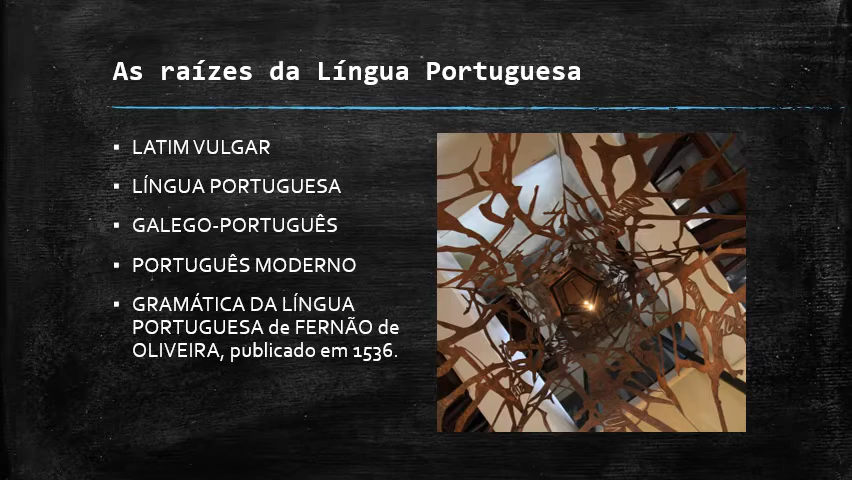 As raízes da Língua Portuguesa
▪ LATIM VULGAR
▪ LÍNGUA PORTUGUESA
▪ GALEGO-PORTUGUÊS
▪ PORTUGUÊS MODERNO
▪ GRAMÁTICA DA LÍNGUA
PORTUGUESA de FERNÃO de
OLIVEIRA, publicado em 1536.